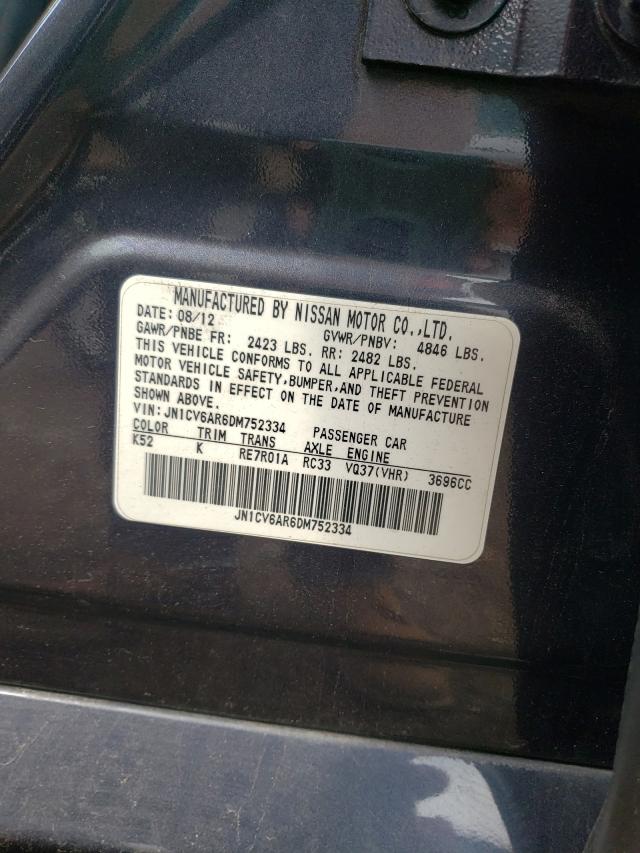 MANUFACTURED BY NISSAN MOTOR CO.,LTD.
DATE: 08/12 GVWR/PNBV: 4846 LBS.
GAWR/PNBE FR: 2423 LBS. RR: 2482 LBS.
THIS VEHICLE CONFORMS TO ALL APPLICABLE FEDERAL
MOTOR VEHICLE SAFETY,BUMPER,AND THEFT PREVENTION
STANDARDS IN EFFECT ON THE DATE OF MANUFACTURE
SHOWN ABOVE.
VIN: JN1CV6AR6DM752334 PASSENGER CAR
COLOR TRIM TRANS AXLE ENGINE
K52 K RE7R01A RC33 VQ37(VHR) 3696CC
JN1CV6AR6DM752334